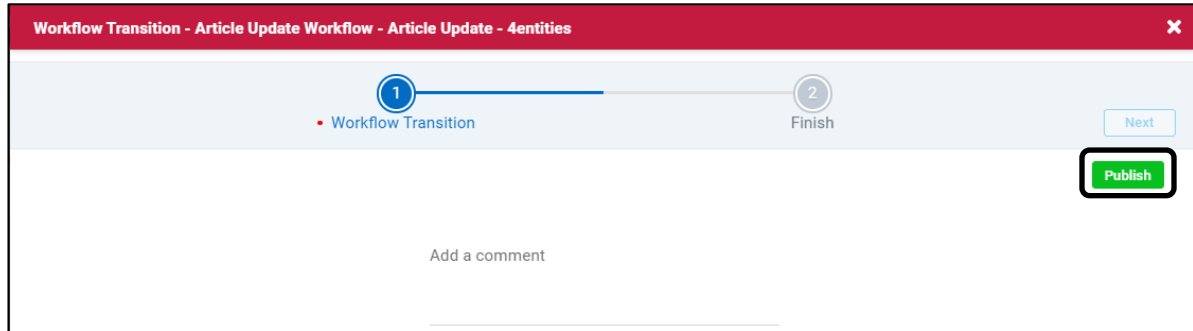 Workflow Transition - Article Update Workflow - Article Update - 4entities
1
2
Workflow Transition
Finish
Next
Publish
Add a comment